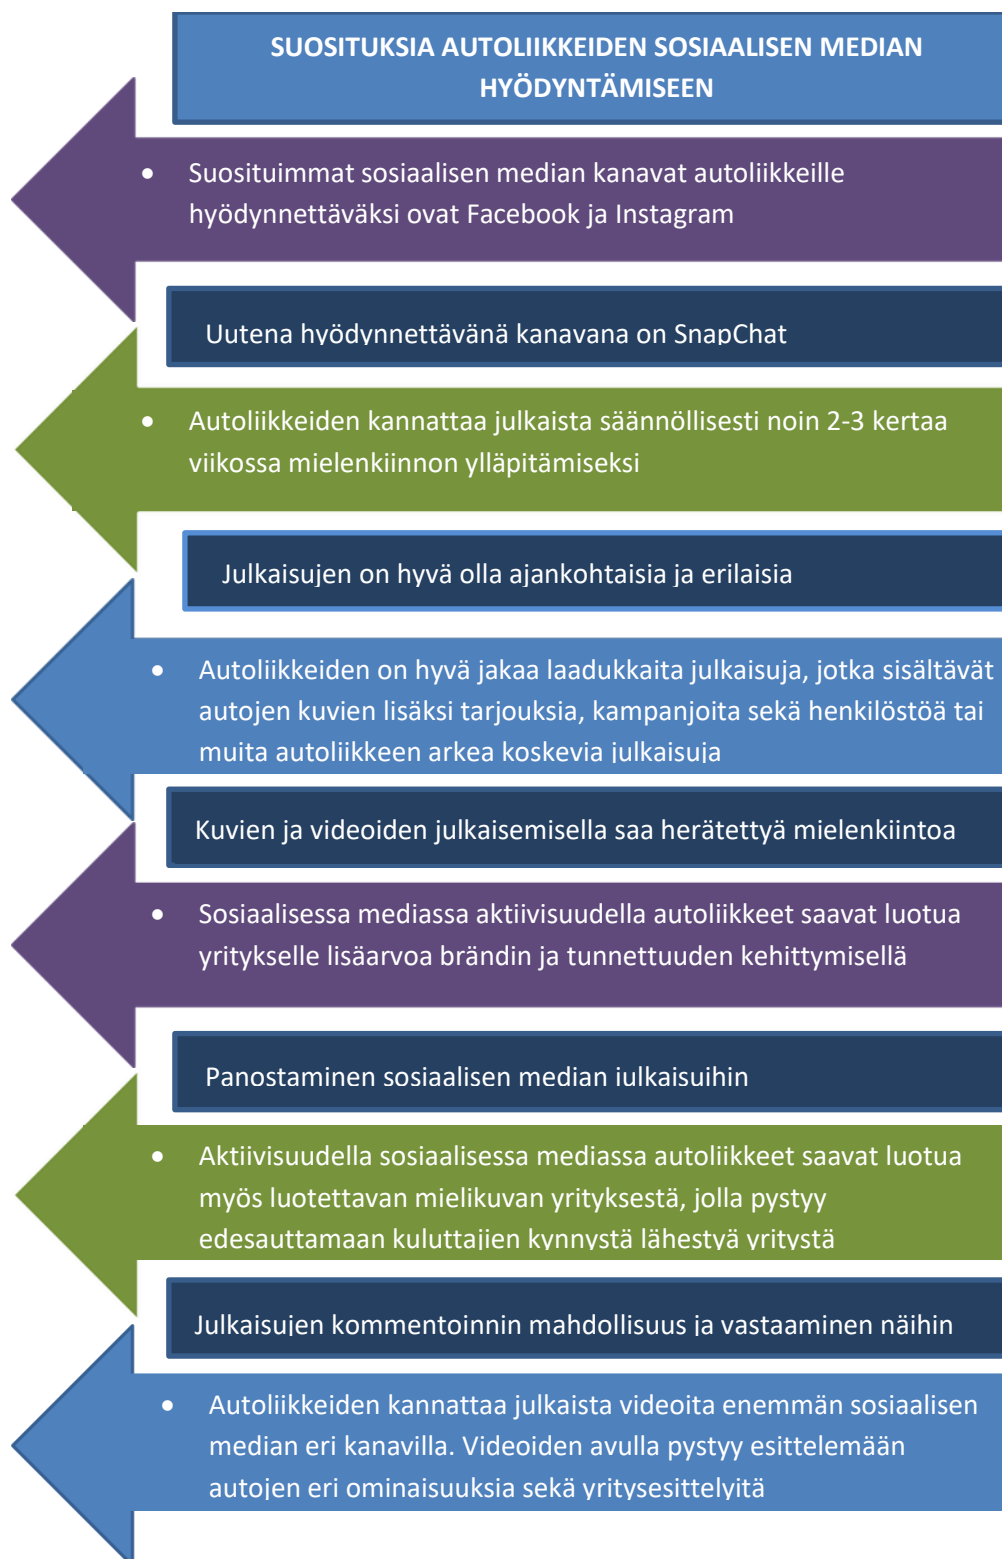 SUOSITUKSIA AUTOLIIKKEIDEN SOSIAALISEN MEDIAN
HYÖDYNTÄMISEEN
• Suosituimmat sosiaalisen median kanavat autoliikkeille
hyödynnettäväksi ovat Facebook ja Instagram
Uutena hyödynnettävänä kanavana on SnapChat
• Autoliikkeiden kannattaa julkaista säännöllisesti noin 2-3 kertaa
viikossa mielenkiinnon ylläpitämiseksi
Julkaisujen on hyvä olla ajankohtaisia ja erilaisia
• Autoliikkeiden on hyvä jakaa laadukkaita julkaisuja, jotka sisältävät
autojen kuvien lisäksi tarjouksia, kampanjoita sekä henkilöstöä tai
muita autoliikkeen arkea koskevia julkaisuja
Kuvien ja videoiden julkaisemisella saa herätettyä mielenkiintoa
• Sosiaalisessa mediassa aktiivisuudella autoliikkeet saavat luotua
yritykselle lisäarvoa brändin ja tunnettuuden kehittymisellä
Panostaminen sosiaalisen median julkaisuihin
• Aktiivisuudella sosiaalisessa mediassa autoliikkeet saavat luotua
myös luotettavan mielikuvan yrityksestä, jolla pystyy
edesauttamaan kuluttajien kynnystä lähestyä yritystä
Julkaisujen kommentoinnin mahdollisuus ja vastaaminen näihin
• Autoliikkeiden kannattaa julkaista videoita enemmän sosiaalisen
median eri kanavilla. Videoiden avulla pystyy esittelemään
autojen eri ominaisuuksia sekä yritysesittelyitä